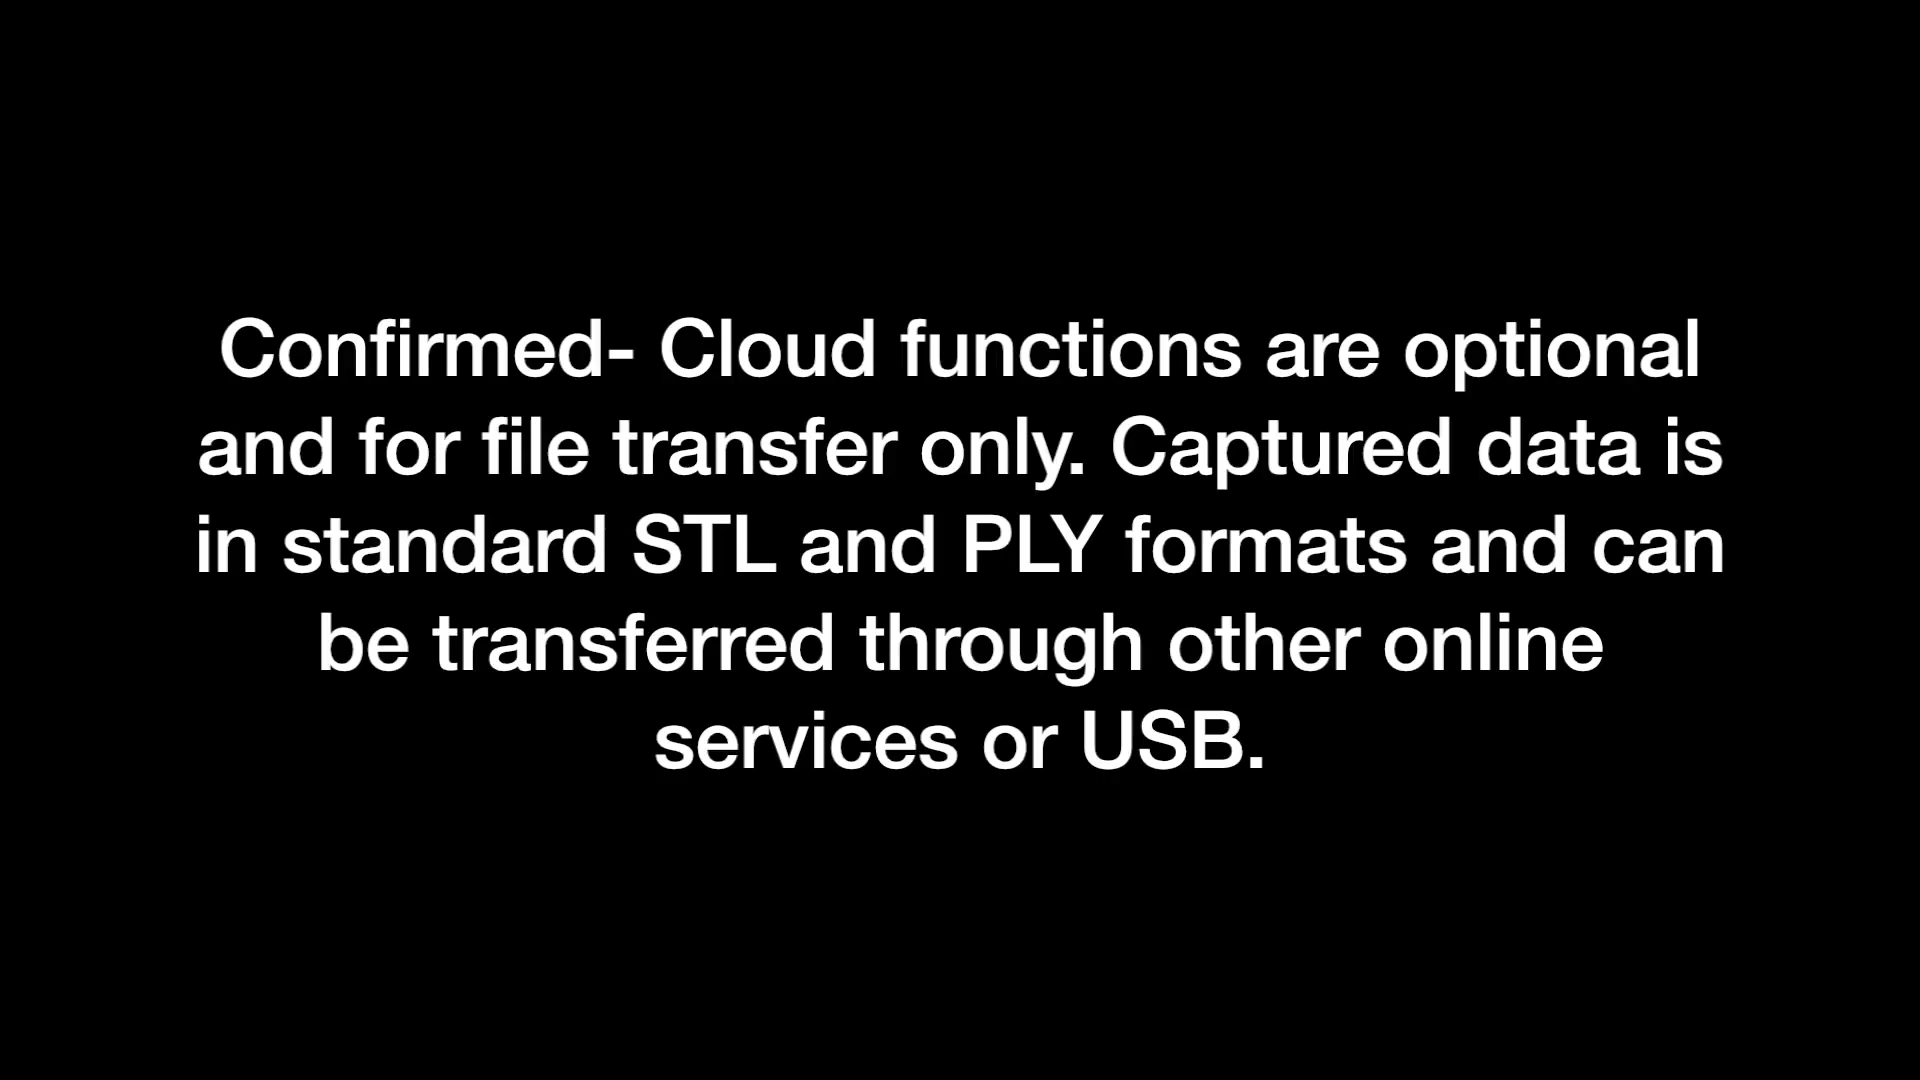 Confirmed- Cloud functions are optional
and for file transfer only. Captured data is
in standard STL and PLY formats and can
be transferred through other online
services or USB.